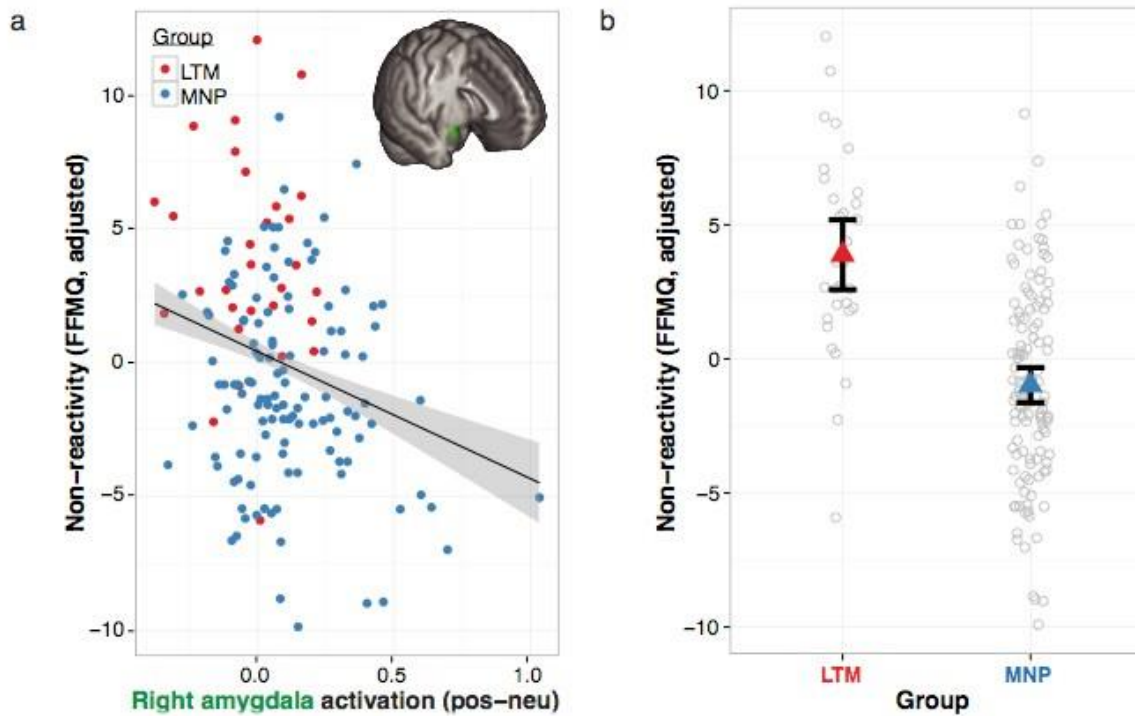 a
Group
LTM
MNP
Non−reactivity (FFMQ, adjusted)
10
5
0
−5
−10
0.0 0.5 1.0
Right amygdala activation (pos−neu)
b
Non−reactivity (FFMQ, adjusted)
10
5
0
−5
−10
LTM MNP
Group